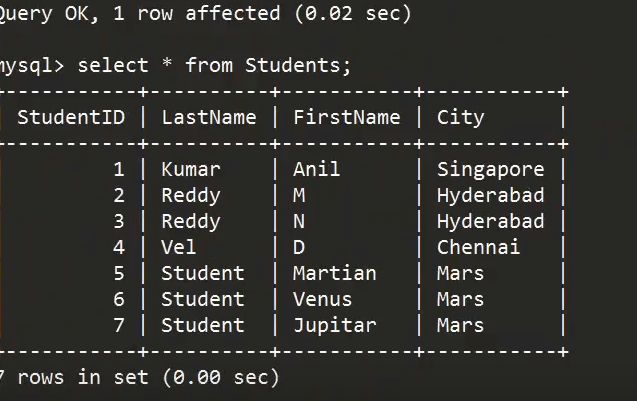 Query OK, 1 row affected (0.02 sec)
mysql> select * from Students;
+-----------+----------+-----------+-----------+
| StudentID | LastName | FirstName | City      |
+-----------+----------+-----------+-----------+
|         1 | Kumar    | Anil      | Singapore |
|         2 | Reddy    | M         | Hyderabad |
|         3 | Reddy    | N         | Hyderabad |
|         4 | Vel      | D         | Chennai   |
|         5 | Student  | Martian   | Mars      |
|         6 | Student  | Venus     | Mars      |
|         7 | Student  | Jupitar   | Mars      |
+-----------+----------+-----------+-----------+
7 rows in set (0.00 sec)